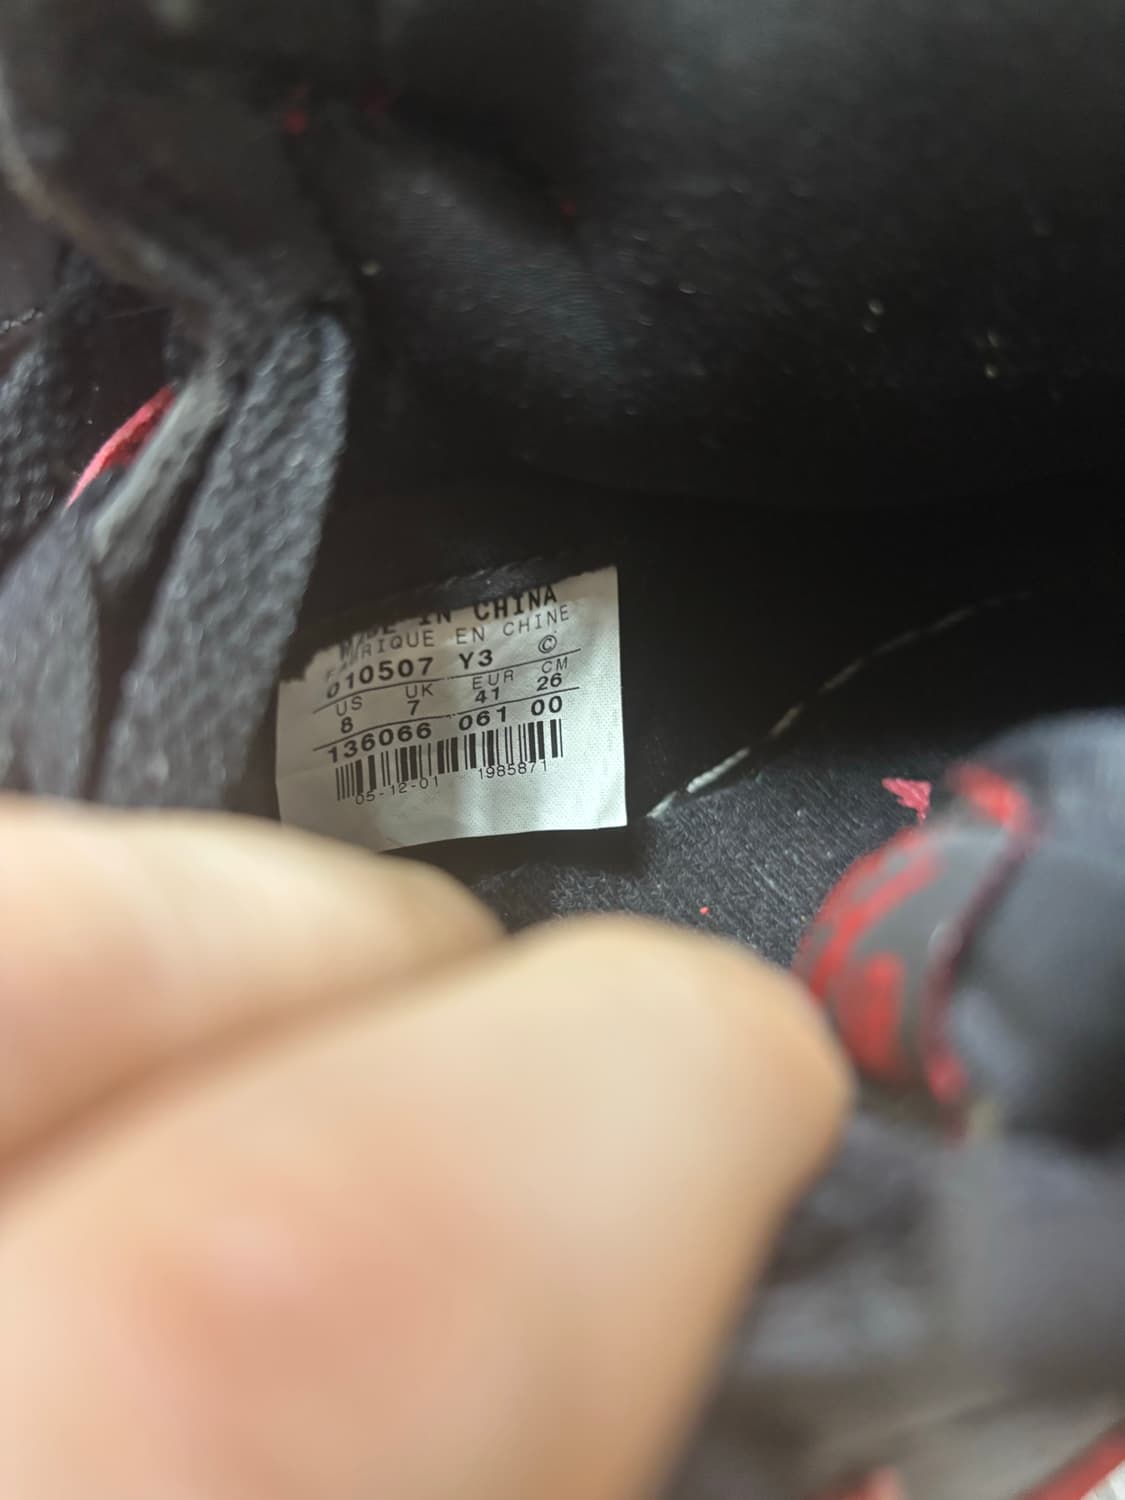 MADE IN CHINA
FABRIQUE EN CHINE
010507 Y3 ©
US UK EUR CM
8 7 41 26
136066 061 00
05-12-01 1985871